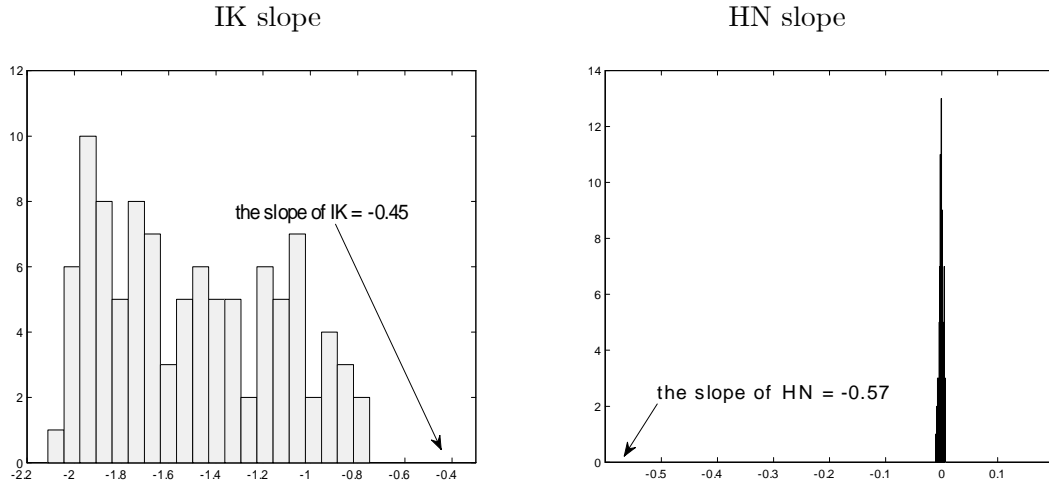 IK slope
HN slope
12
10
8
6
4
2
0
the slope of IK = -0.45
-2.2 -2 -1.8 -1.6 -1.4 -1.2 -1 -0.8 -0.6 -0.4
14
12
10
8
6
4
2
0
the slope of HN = -0.57
-0.5 -0.4 -0.3 -0.2 -0.1 0 0.1